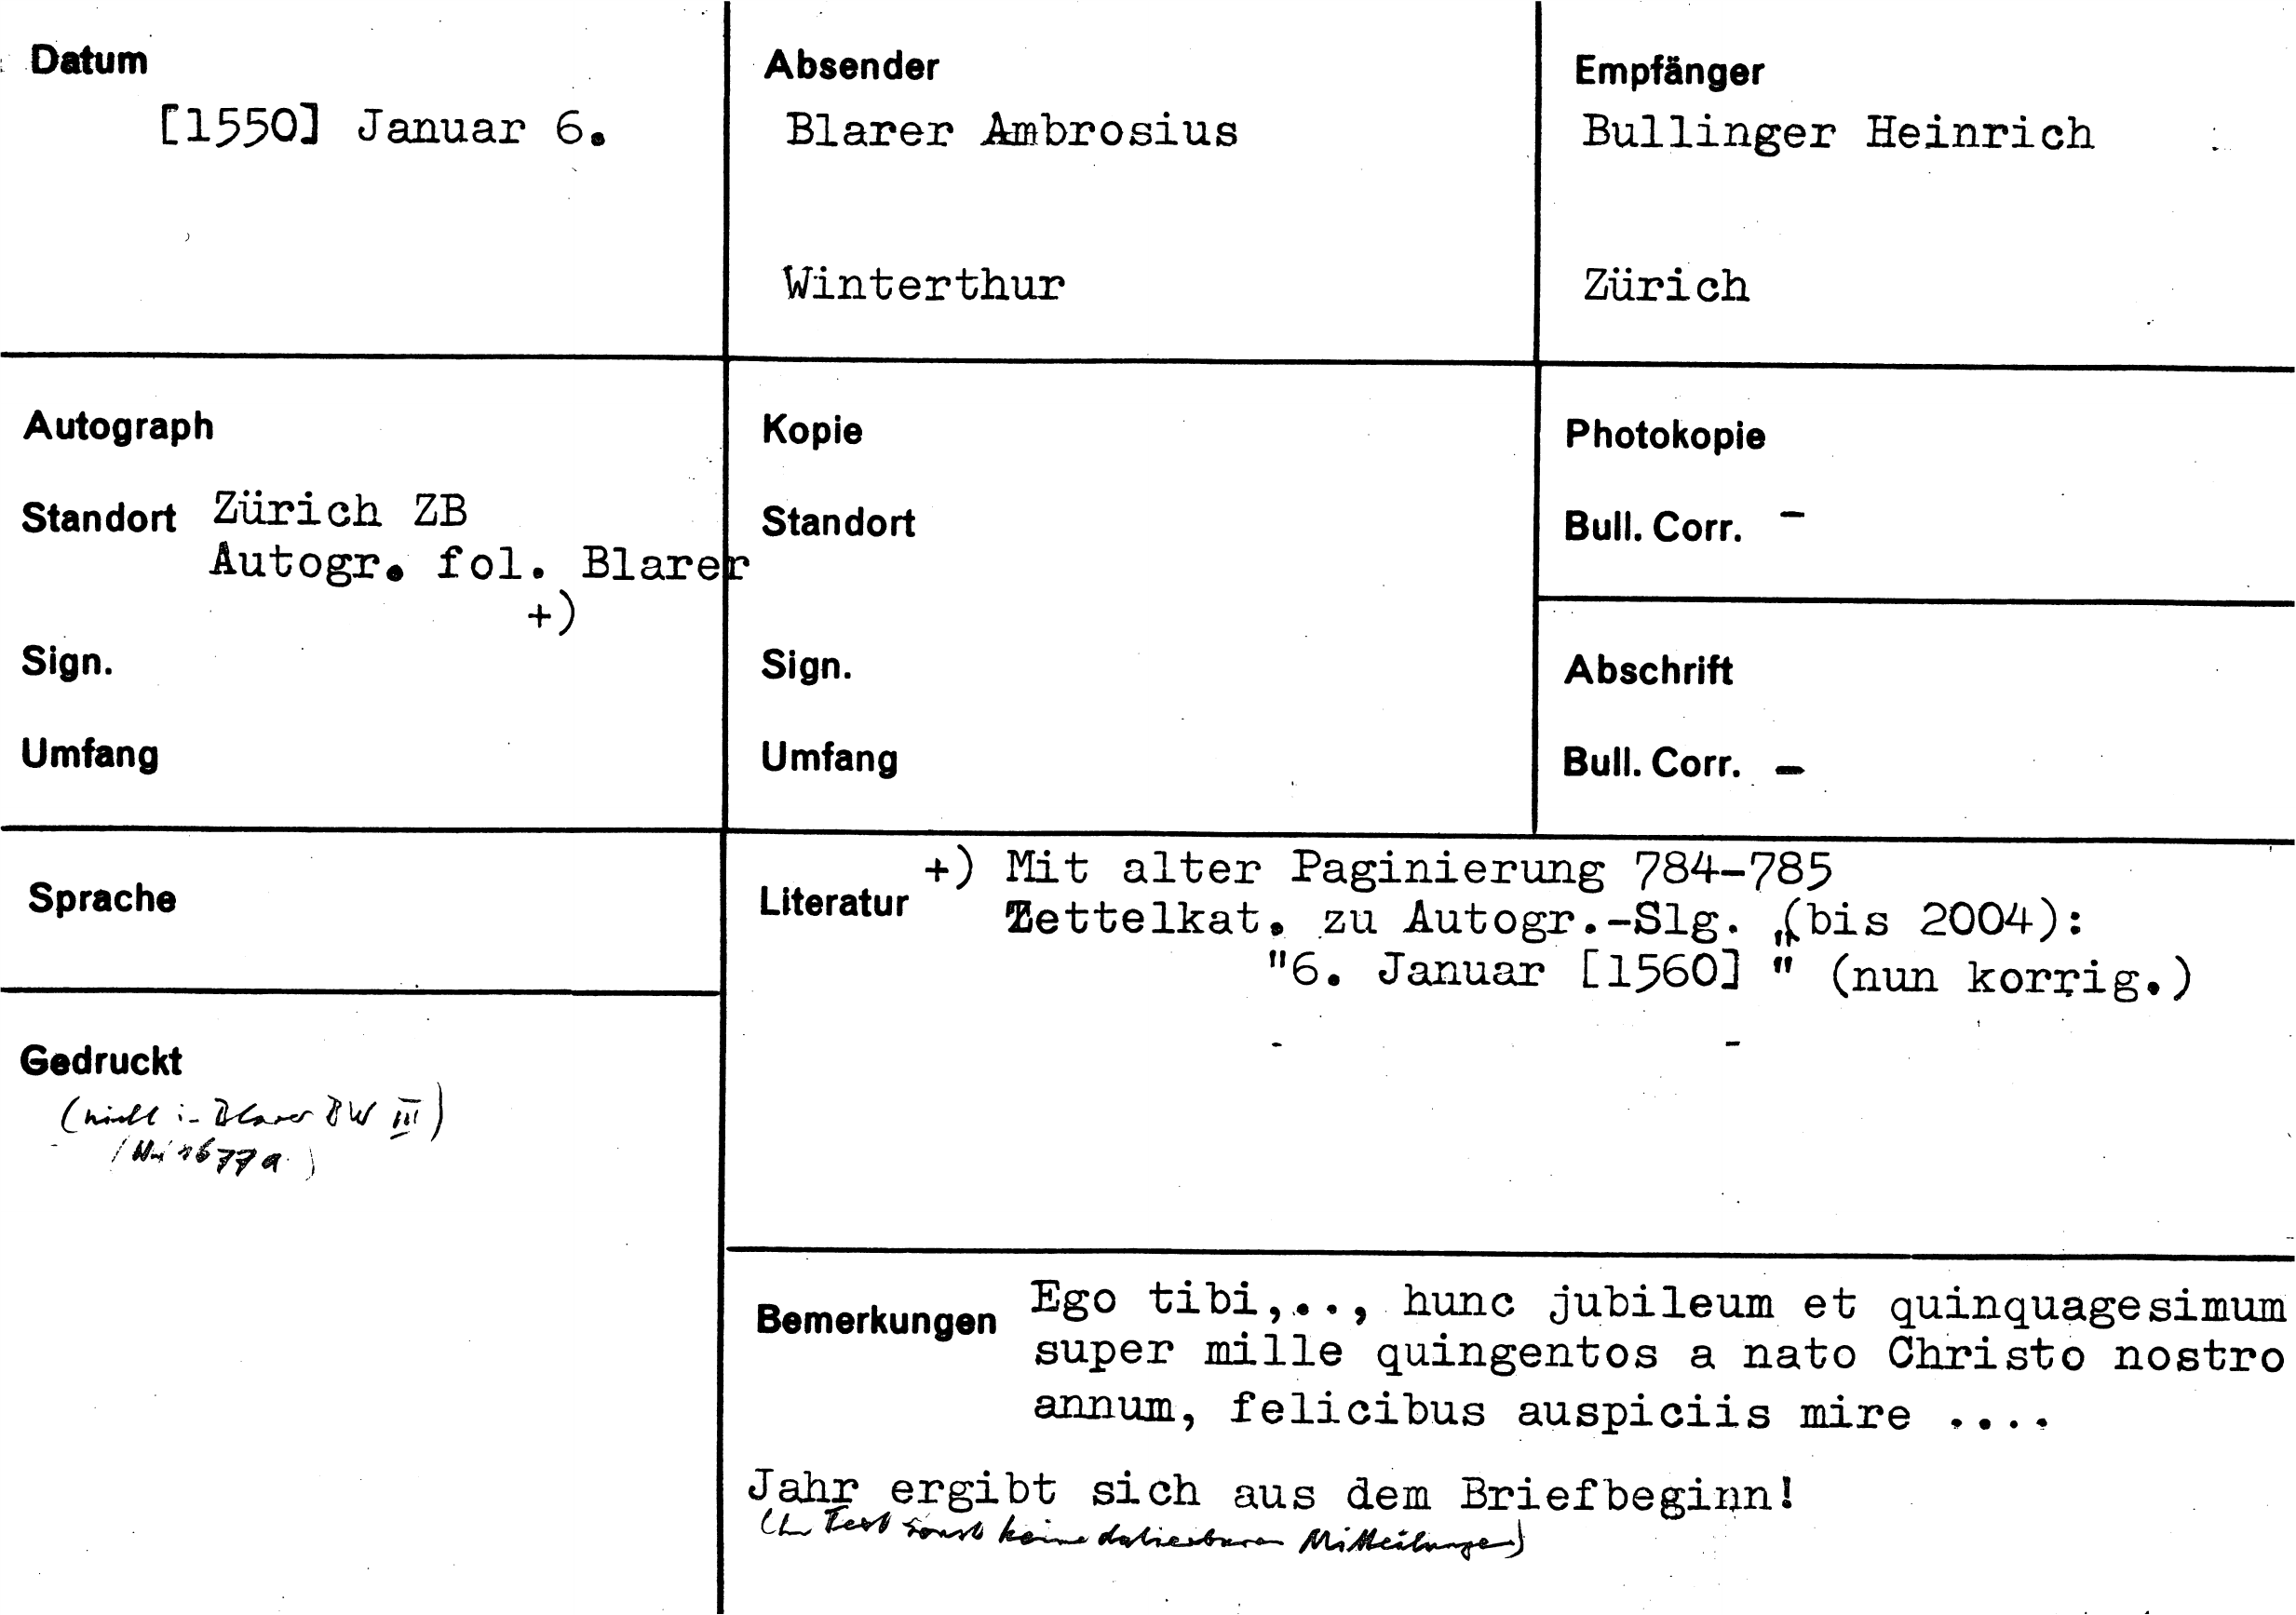 Datum
[1550] Januar 6.
Absender
Blarer Ambrosius
Winterthur
Empfänger
Bullinger Heinrich
Zürich
Autograph
Standort Zürich ZB
Autogr. fol. Blarer
+)
Sign.
Umfang
Kopie
Standort
Sign.
Umfang
Photokopie
Bull. Corr. -
Abschrift
Bull. Corr. -
Sprache
Gedruckt
(nicht in Blarer BW III)
(Nr 1677a)
Literatur +) Mit alter Paginierung 784-785
Zettelkat. zu Autogr.-Slg. (bis 2004):
"6. Januar [1560] " (nun korrig.)
Bemerkungen Ego tibi,.., hunc jubileum et quinquagesimum
super mille quingentos a nato Christo nostro
annum, felicibus auspiciis mire ....
Jahr ergibt sich aus dem Briefbeginn!
(Im Text sonst keine datierbaren Mitteilungen)